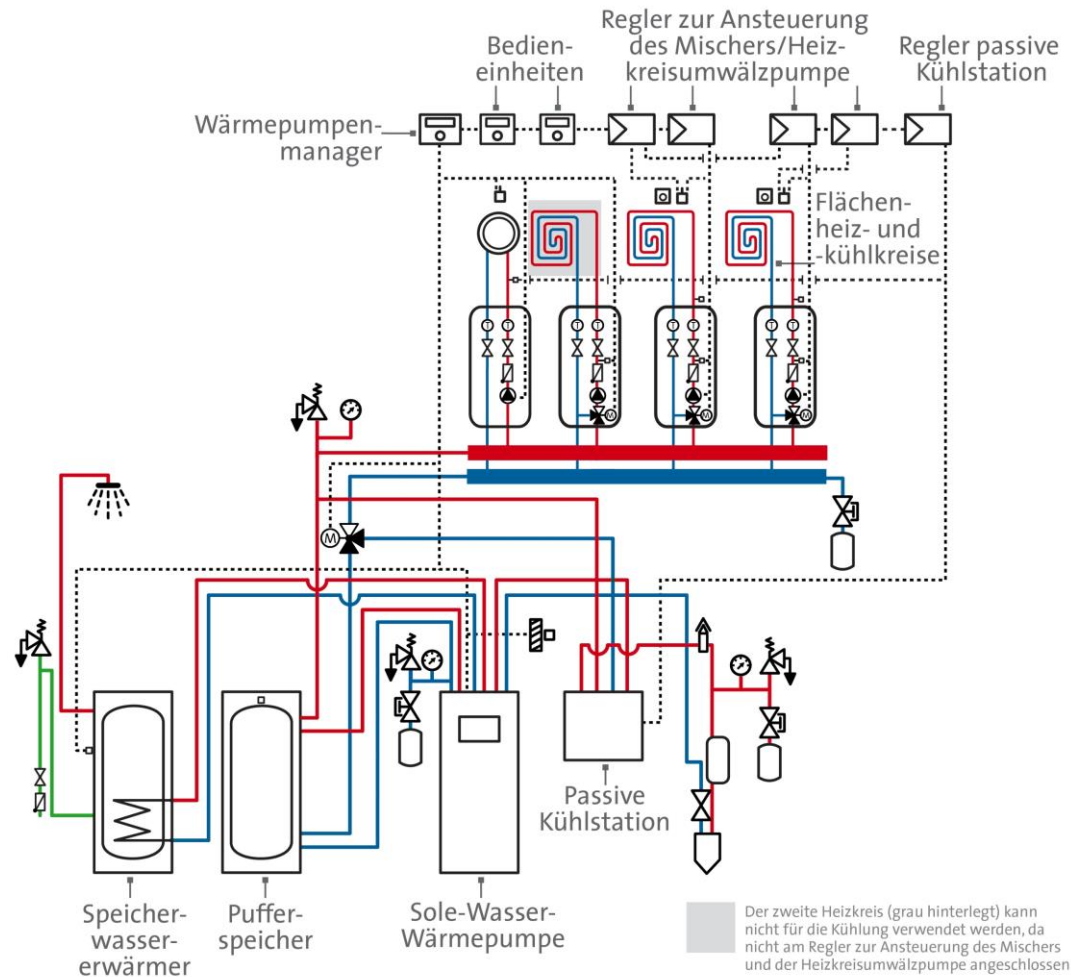 Regler zur Ansteuerung
des Mischers/Heiz-
kreisumwälzpumpe
Bedien-
einheiten
Regler passive
Kühlstation
Wärmepumpen-
manager
Flächen-
heiz- und
-kühlkreise
T T T T T T T T
M M M
M
Passive
Kühlstation
Speicher-
wasser-
erwärmer
Puffer-
speicher
Sole-Wasser-
Wärmepumpe
Der zweite Heizkreis (grau hinterlegt) kann
nicht für die Kühlung verwendet werden, da
nicht am Regler zur Ansteuerung des Mischers
und der Heizkreisumwälzpumpe angeschlossen